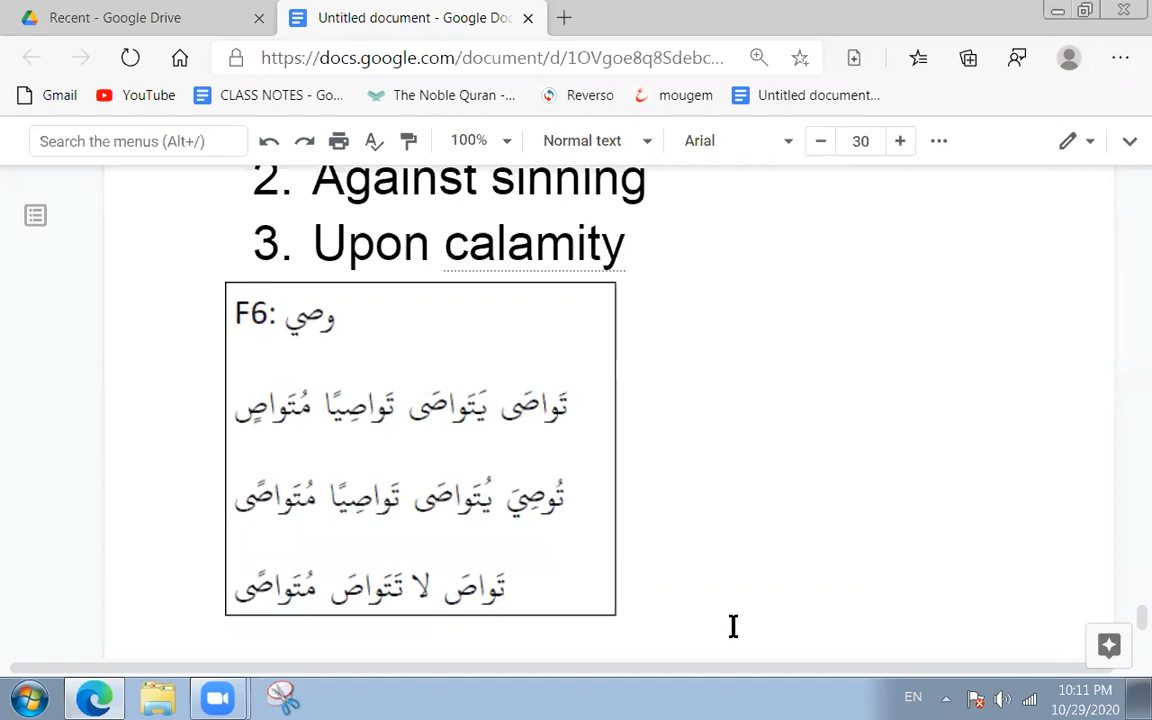 Recent - Google Drive
Untitled document - Google Doc
https://docs.google.com/document/d/1OVgoe8q8Sdebc...
Gmail
YouTube
CLASS NOTES - Go...
The Noble Quran -...
Reverso
mougem
Untitled document...
Search the menus (Alt+/)
100%
Normal text
Arial
30
2. Against sinning
3. Upon calamity
F6: وصي
تَواصَى يَتَواصَى تَواصِيًا مُتَواصٍ
تُوصِيَ يُتَواصَى تَواصِيًا مُتَواصًى
تَواصَ لا تَتَواصَ مُتَواصًى
EN
10:11 PM
10/29/2020